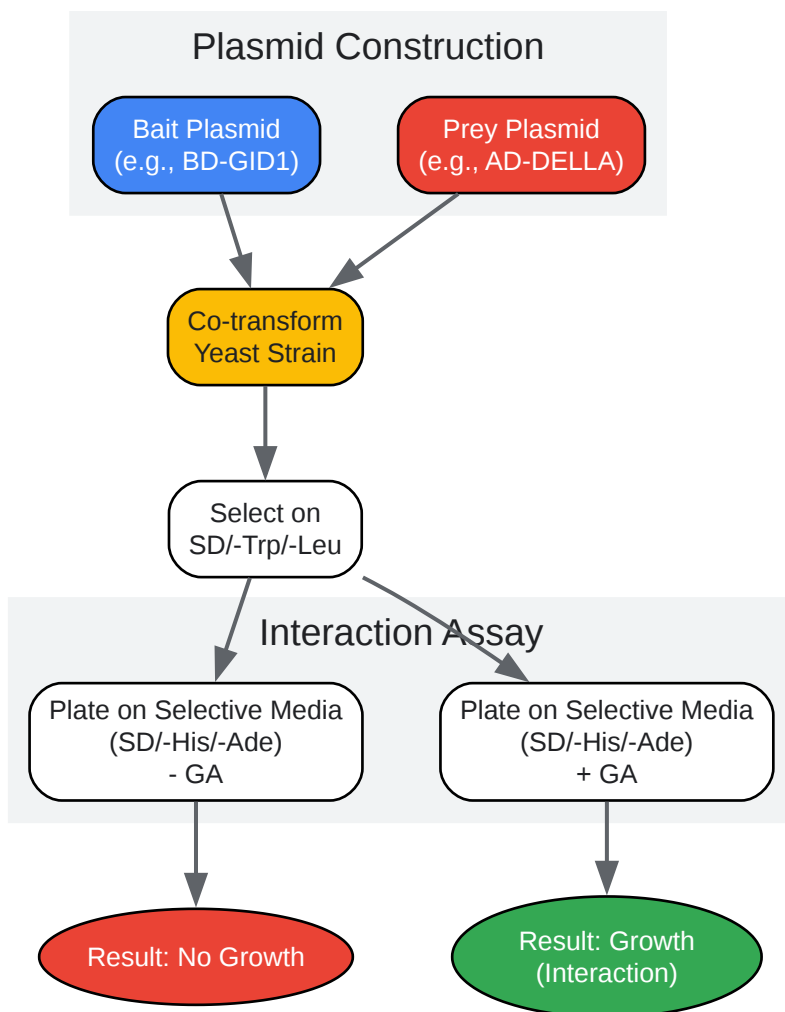 Plasmid Construction
Bait Plasmid
(e.g., BD-GID1)
Prey Plasmid
(e.g., AD-DELLA)
Co-transform
Yeast Strain
Select on
SD/-Trp/-Leu
Interaction Assay
Plate on Selective Media
(SD/-His/-Ade)
- GA
Plate on Selective Media
(SD/-His/-Ade)
+ GA
Result: No Growth
Result: Growth
(Interaction)